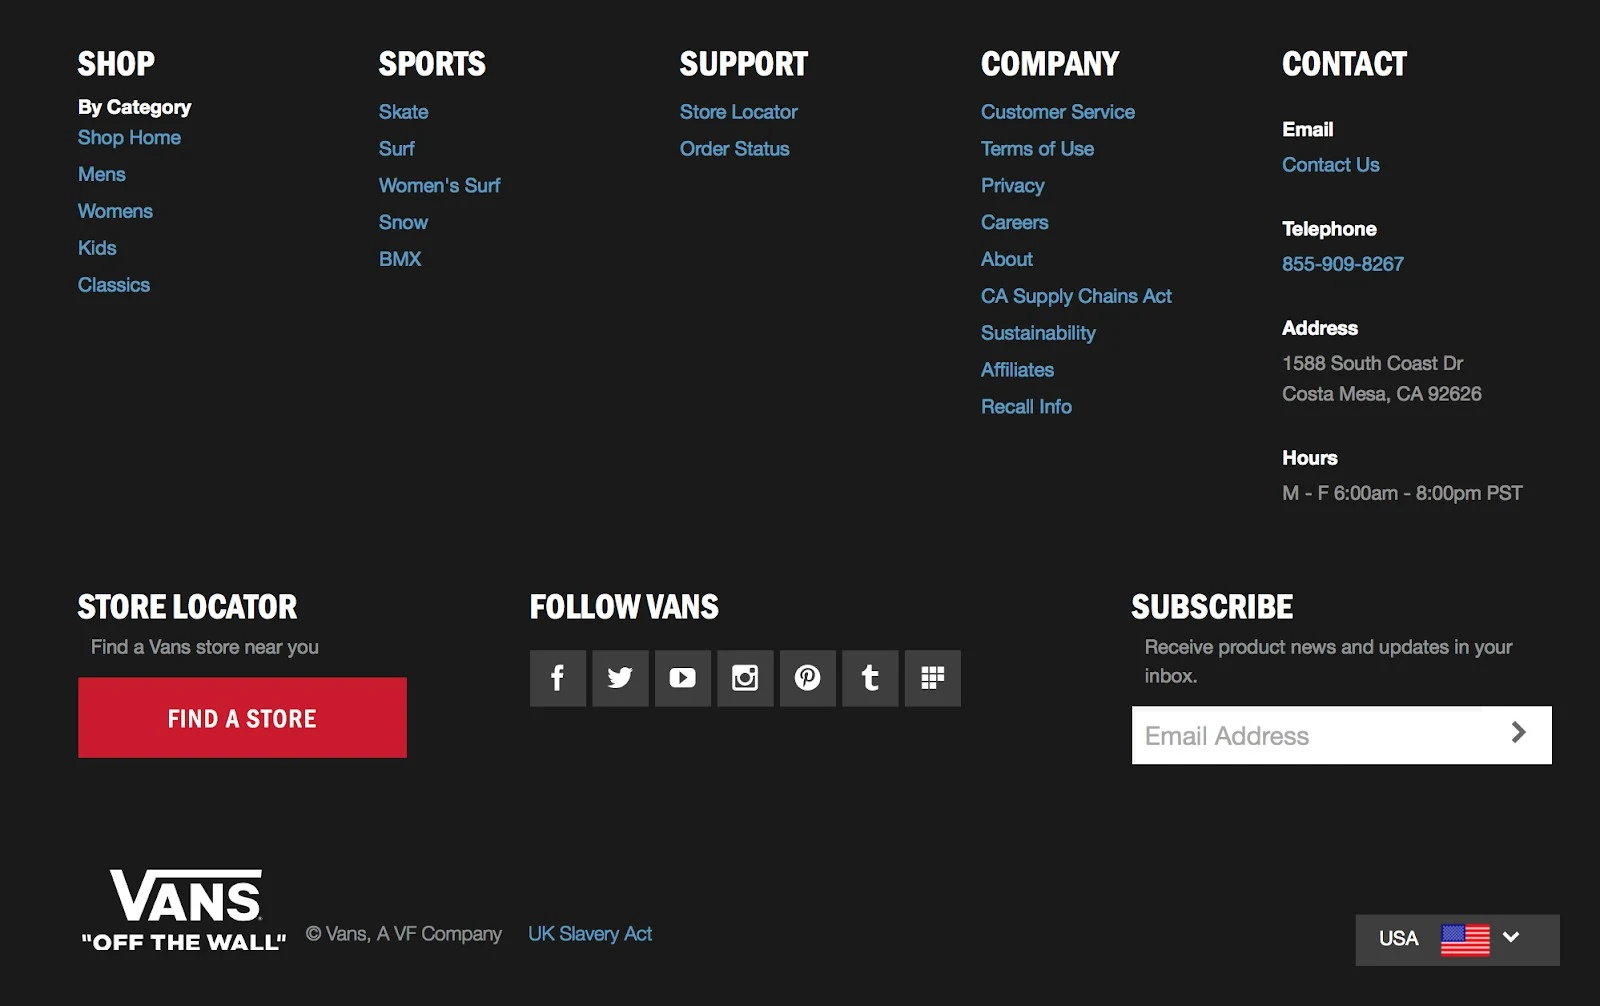 SHOP
By Category
Shop Home
Mens
Womens
Kids
Classics
SPORTS
Skate
Surf
Women's Surf
Snow
BMX
SUPPORT
Store Locator
Order Status
COMPANY
Customer Service
Terms of Use
Privacy
Careers
About
CA Supply Chains Act
Sustainability
Affiliates
Recall Info
CONTACT
Email
Contact Us
Telephone
855-909-8267
Address
1588 South Coast Dr
Costa Mesa, CA 92626
Hours
M - F 6:00am - 8:00pm PST
STORE LOCATOR
Find a Vans store near you
FIND A STORE
FOLLOW VANS
SUBSCRIBE
Receive product news and updates in your
inbox.
Email Address
VANS
"OFF THE WALL"
© Vans, A VF Company
UK Slavery Act
USA